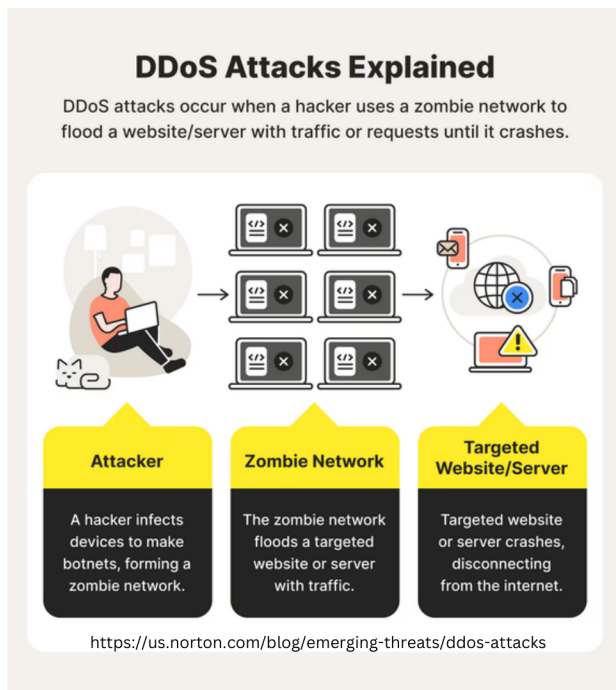 DDoS Attacks Explained
DDoS attacks occur when a hacker uses a zombie network to
flood a website/server with traffic or requests until it crashes.
</>
</>
</>
</>
</>
</>
Attacker
A hacker infects
devices to make
botnets, forming a
zombie network.
Zombie Network
The zombie network
floods a targeted
website or server
with traffic.
Targeted
Website/Server
Targeted website
or server crashes,
disconnecting
from the internet.
https://us.norton.com/blog/emerging-threats/ddos-attacks